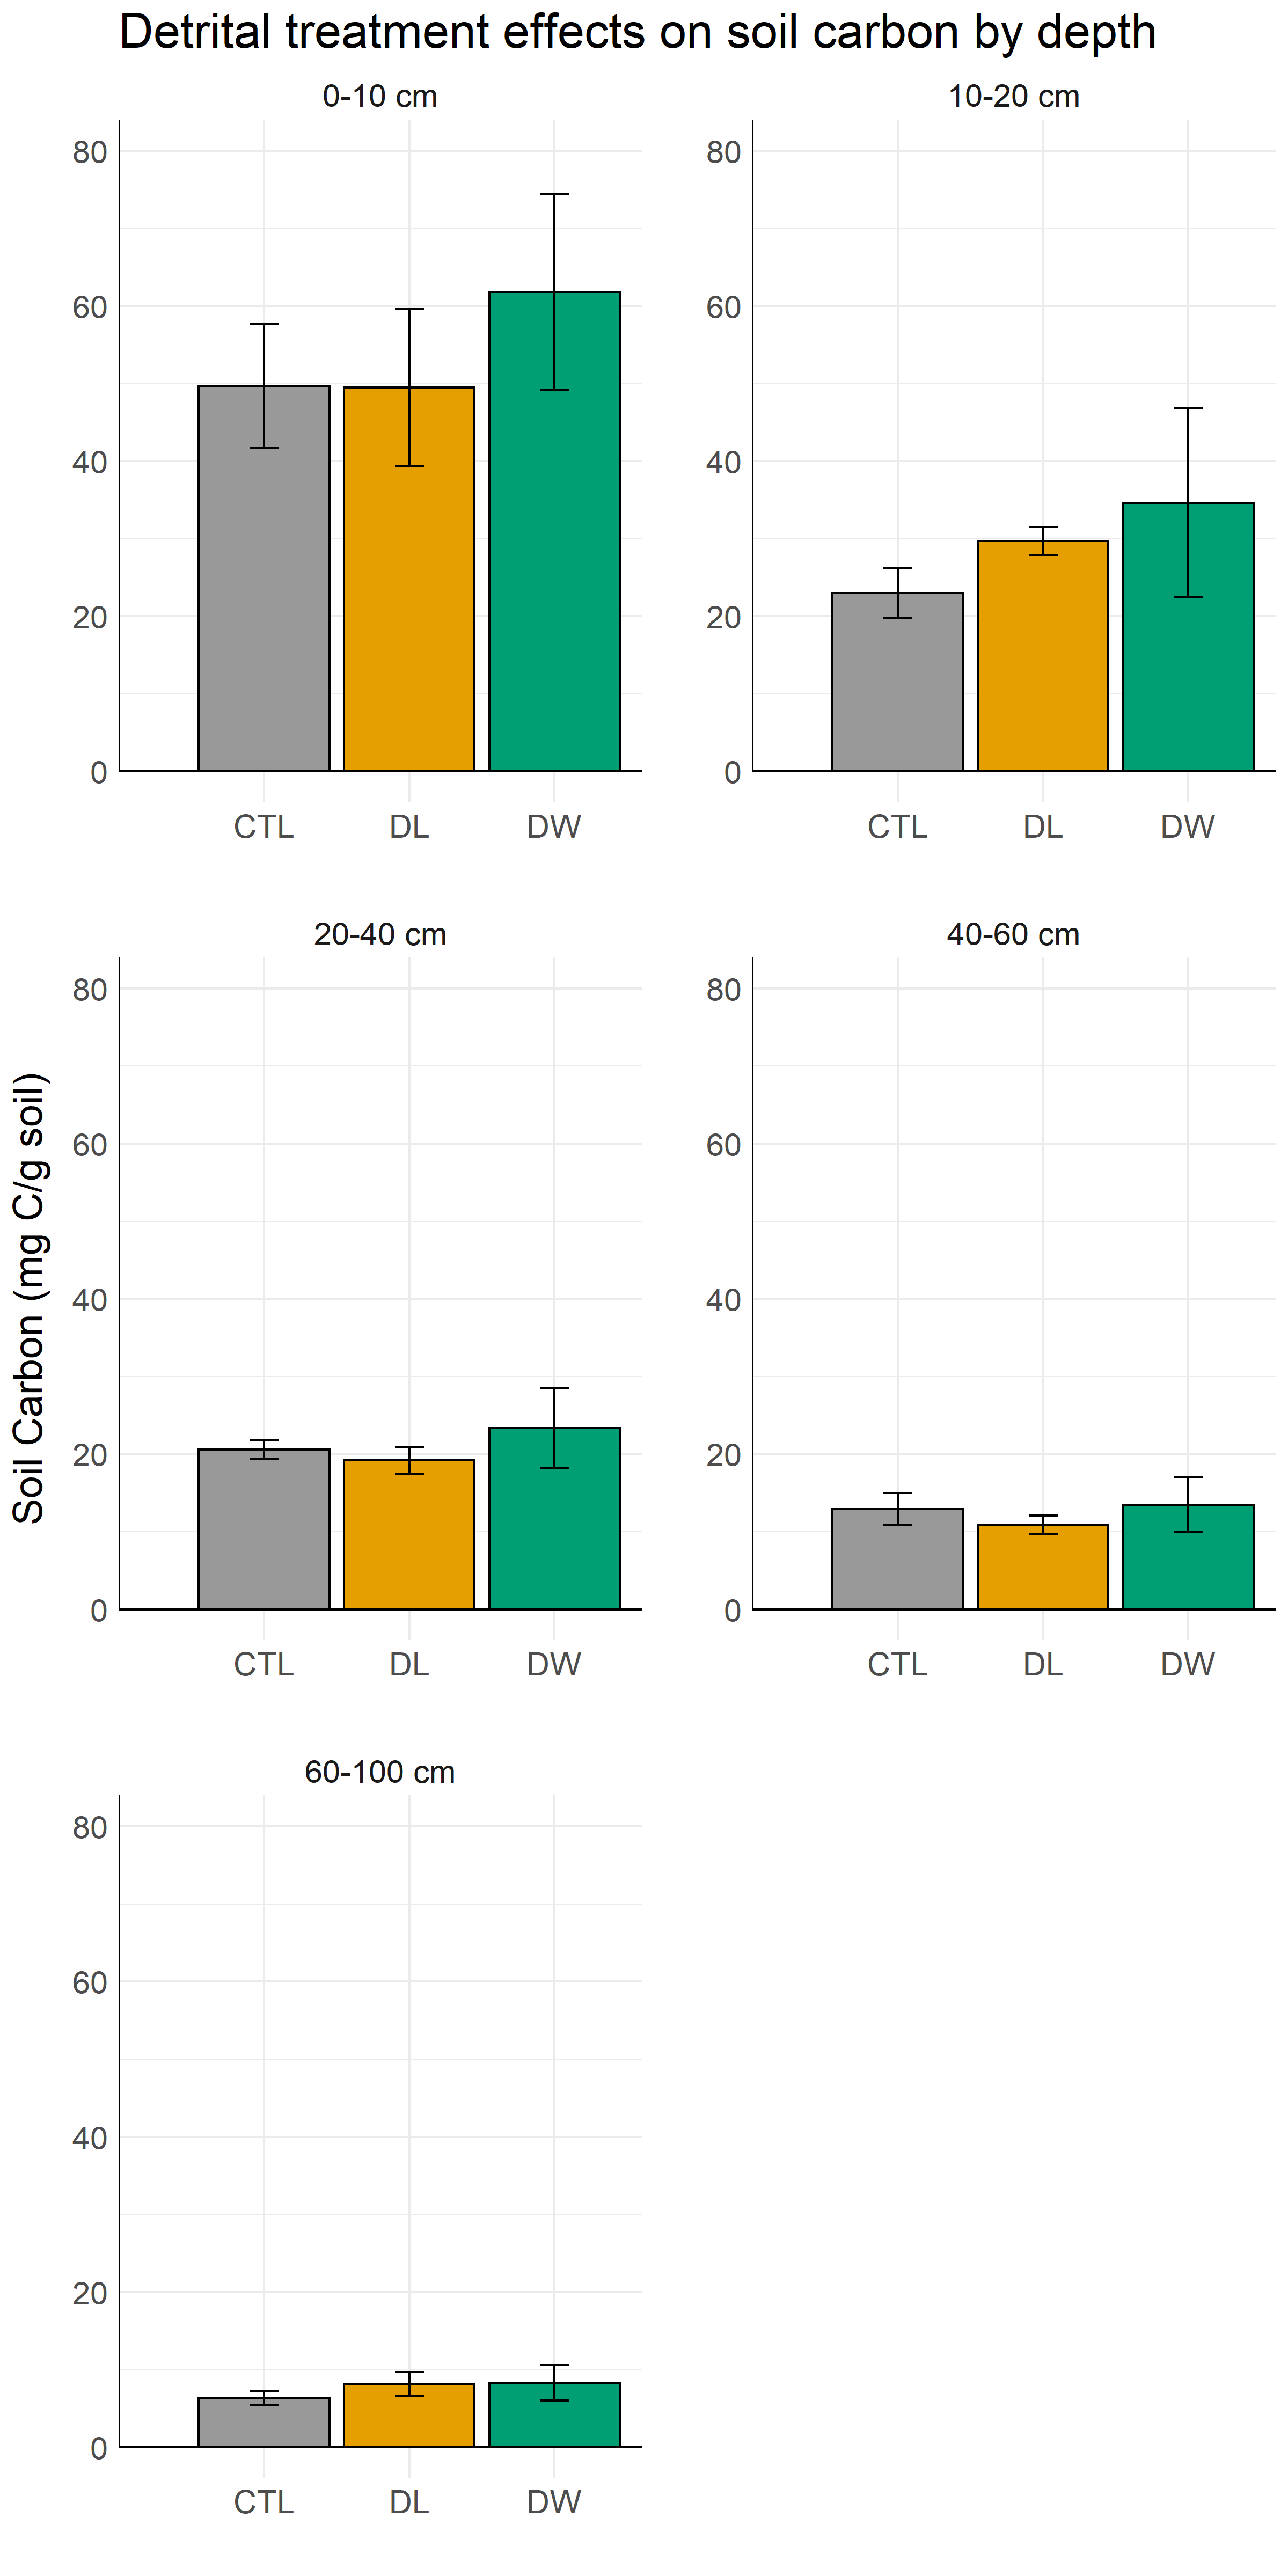 Detrital treatment effects on soil carbon by depth
0-10 cm
80
60
40
20
0
CTL DL DW
10-20 cm
80
60
40
20
0
CTL DL DW
Soil Carbon (mg C/g soil)
20-40 cm
80
60
40
20
0
CTL DL DW
40-60 cm
80
60
40
20
0
CTL DL DW
60-100 cm
80
60
40
20
0
CTL DL DW